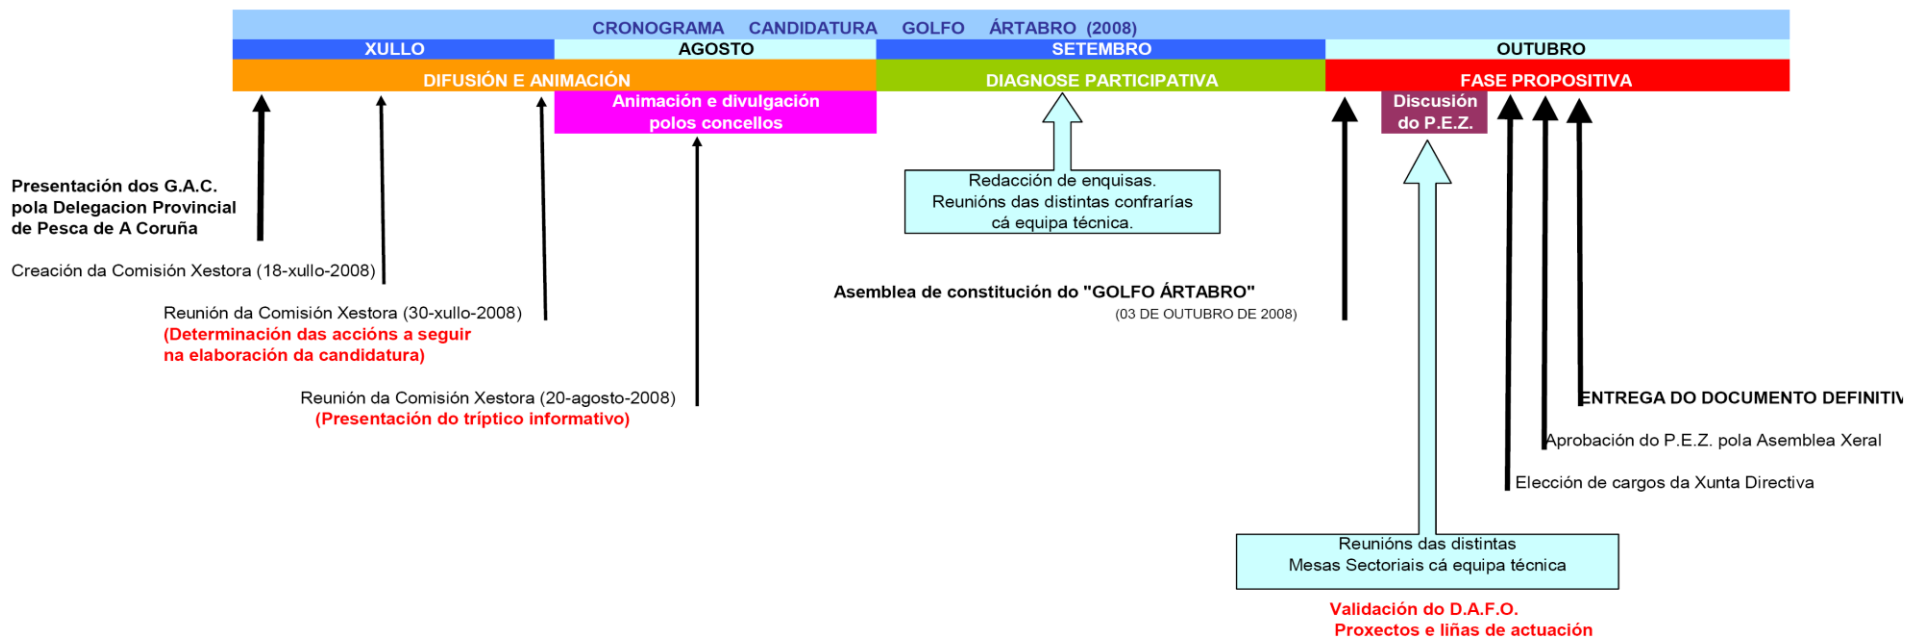 CRONOGRAMA CANDIDATURA GOLFO ÁRTABRO (2008)
XULLO
AGOSTO
SETEMBRO
OUTUBRO
DIFUSIÓN E ANIMACIÓN
DIAGNOSE PARTICIPATIVA
FASE PROPOSITIVA
Animación e divulgación
polos concellos
Discusión
do P.E.Z.
Presentación dos G.A.C.
pola Delegacion Provincial
de Pesca de A Coruña
Redacción de enquisas.
Reunións das distintas confrarías
cá equipa técnica.
Creación da Comisión Xestora (18-xullo-2008)
Reunión da Comisión Xestora (30-xullo-2008)
(Determinación das accións a seguir
na elaboración da candidatura)
Asemblea de constitución do "GOLFO ÁRTABRO"
(03 DE OUTUBRO DE 2008)
Reunión da Comisión Xestora (20-agosto-2008)
(Presentación do tríptico informativo)
ENTREGA DO DOCUMENTO DEFINITIV
Aprobación do P.E.Z. pola Asemblea Xeral
Elección de cargos da Xunta Directiva
Reunións das distintas
Mesas Sectoriais cá equipa técnica
Validación do D.A.F.O.
Proxectos e liñas de actuación